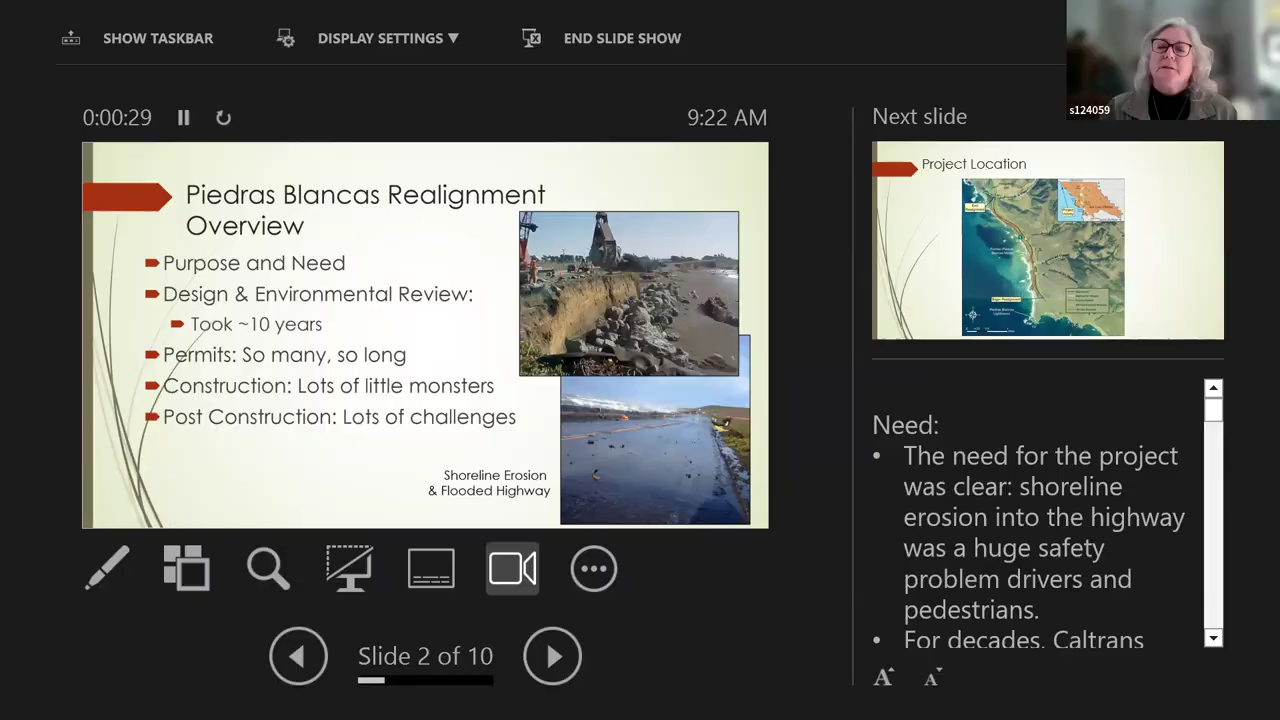 SHOW TASKBAR
DISPLAY SETTINGS ▼
END SLIDE SHOW
s124059
0:00:29
9:22 AM
Piedras Blancas Realignment
Overview
Purpose and Need
Design & Environmental Review:
Took ~10 years
Permits: So many, so long
Construction: Lots of little monsters
Post Construction: Lots of challenges
Shoreline Erosion
& Flooded Highway
Slide 2 of 10
Next slide
Project Location
Need:
• The need for the project
was clear: shoreline
erosion into the highway
was a huge safety
problem drivers and
pedestrians.
• For decades, Caltrans
A A